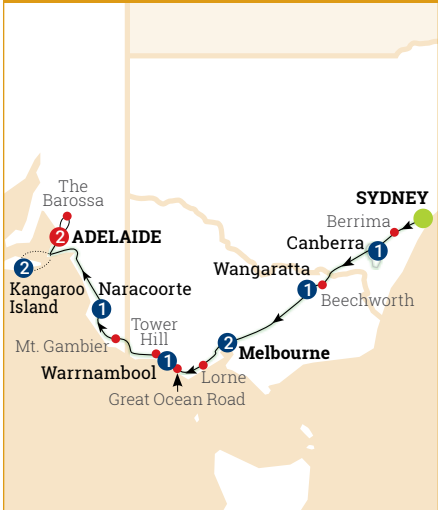 The
Barossa
SYDNEY
Berrima
2
ADELAIDE
Canberra
1
2
Wangaratta
Kangaroo
Island
Naracoorte
1
Beechworth
1
Tower
Hill
Mt. Gambier
2
Melbourne
Warrnambool
1
Lorne
Great Ocean Road